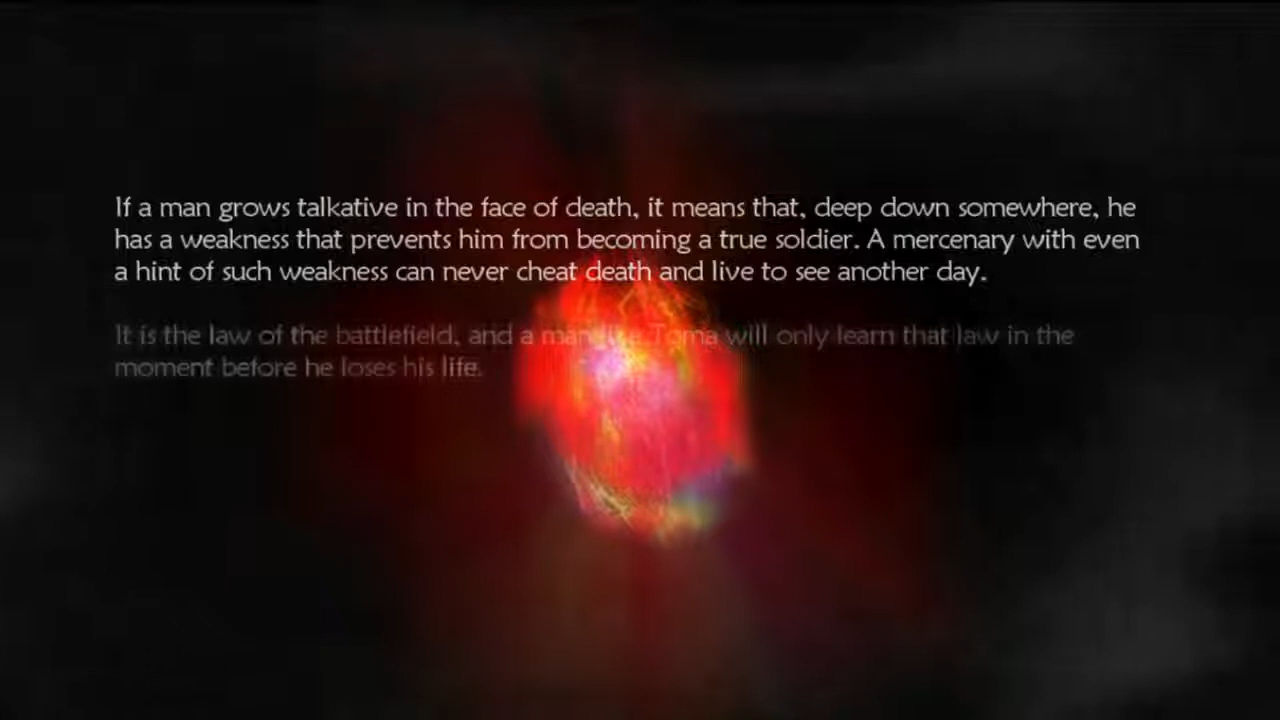 If a man grows talkative in the face of death, it means that, deep down somewhere, he
has a weakness that prevents him from becoming a true soldier. A mercenary with even
a hint of such weakness can never cheat death and live to see another day.
It is the law of the battlefield, and a man like Toma will only learn that law in the
moment before he loses his life.